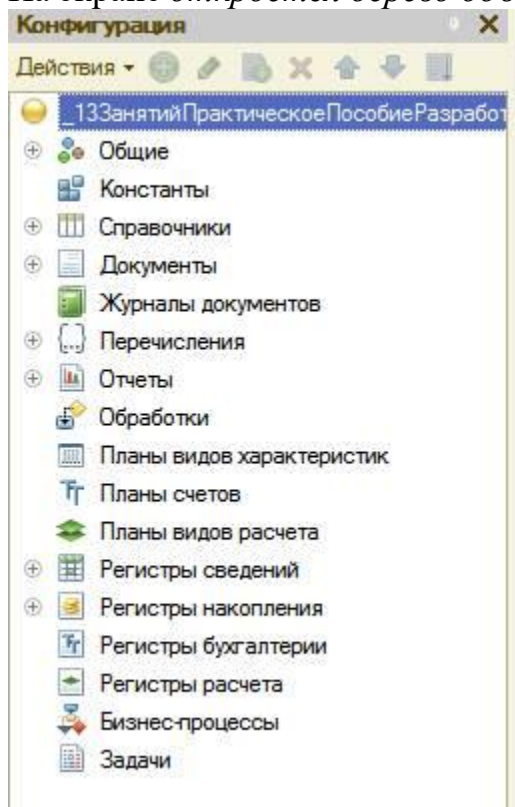 Конфигурация
Действия
_13ЗанятийПрактическоеПособиеРазработ
Общие
Константы
Справочники
Документы
Журналы документов
Перечисления
Отчеты
Обработки
Планы видов характеристик
Планы счетов
Планы видов расчета
Регистры сведений
Регистры накопления
Регистры бухгалтерии
Регистры расчета
Бизнес-процессы
Задачи